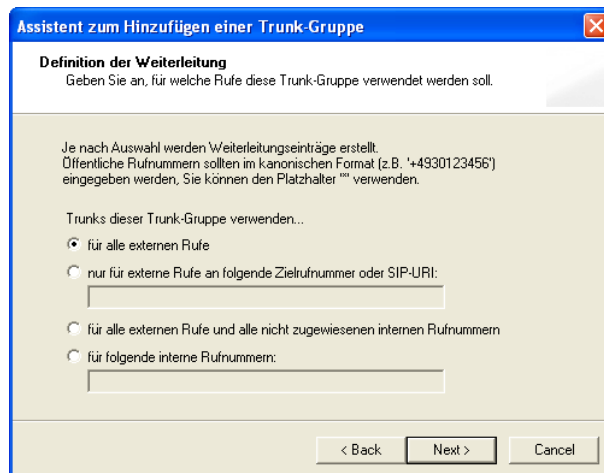 Assistent zum Hinzufügen einer Trunk-Gruppe
Definition der Weiterleitung
Geben Sie an, für welche Rufe diese Trunk-Gruppe verwendet werden soll.
Je nach Auswahl werden Weiterleitungseinträge erstellt.
Öffentliche Rufnummern sollten im kanonischen Format (z.B. '+4930123456')
eingegeben werden, Sie können den Platzhalter '*' verwenden.
Trunks dieser Trunk-Gruppe verwenden...
für alle externen Rufe
nur für externe Rufe an folgende Zielrufnummer oder SIP-URI:
für alle externen Rufe und alle nicht zugewiesenen internen Rufnummern
für folgende interne Rufnummern:
< Back
Next >
Cancel